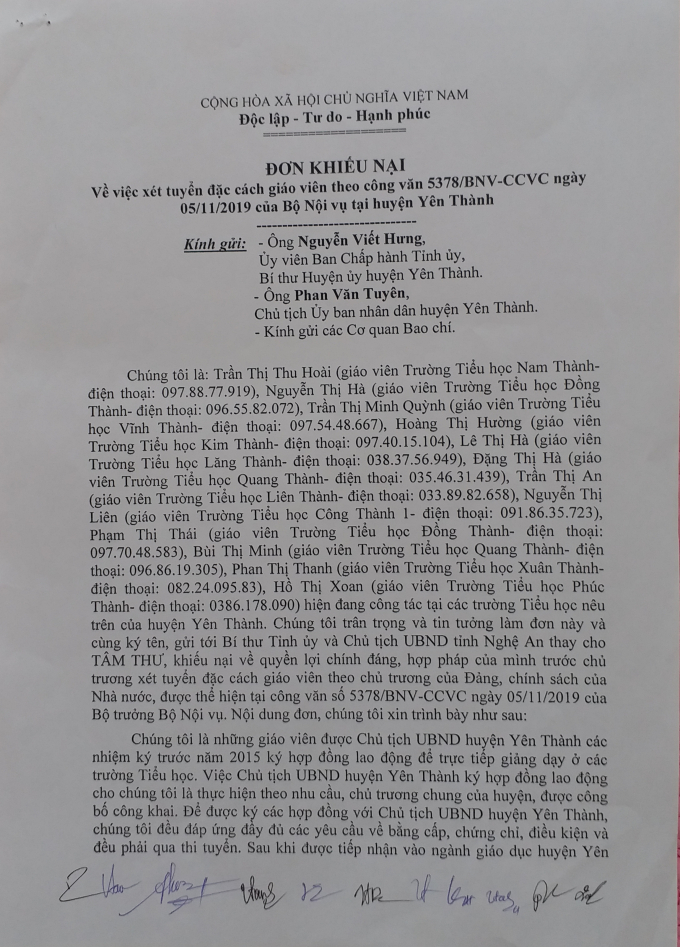 CỘNG HÒA XÃ HỘI CHỦ NGHĨA VIỆT NAM
Độc lập - Tư do - Hạnh phúc
===================
ĐƠN KHIẾU NẠI
Về việc xét tuyển đặc cách giáo viên theo công văn 5378/BNV-CCVC ngày
05/11/2019 của Bộ Nội vụ tại huyện Yên Thành
--------------------------------
Kính gửi: - Ông Nguyễn Viết Hưng,
Ủy viên Ban Chấp hành Tỉnh ủy,
Bí thư Huyện ủy huyện Yên Thành.
- Ông Phan Văn Tuyên,
Chủ tịch Ủy ban nhân dân huyện Yên Thành.
- Kính gửi các Cơ quan Bao chí.
Chúng tôi là: Trần Thị Thu Hoài (giáo viên Trường Tiểu học Nam Thành-
điện thoại: 097.88.77.919), Nguyễn Thị Hà (giáo viên Trường Tiểu học Đồng
Thành- điện thoại: 096.55.82.072), Trần Thị Minh Quỳnh (giáo viên Trường Tiểu
học Vĩnh Thành- điện thoại: 097.54.48.667), Hoàng Thị Hường (giáo viên
Trường Tiểu học Kim Thành- điện thoại: 097.40.15.104), Lê Thị Hà (giáo viên
Trường Tiểu học Lăng Thành- điện thoại: 038.37.56.949), Đặng Thị Hà (giáo
viên Trường Tiểu học Quang Thành- điện thoại: 035.46.31.439), Trần Thị An
(giáo viên Trường Tiểu học Liên Thành- điện thoại: 033.89.82.658), Nguyễn Thị
Liên (giáo viên Trường Tiểu học Công Thành 1- điện thoại: 091.86.35.723),
Phạm Thị Thái (giáo viên Trường Tiểu học Đồng Thành- điện thoại:
097.70.48.583), Bùi Thị Minh (giáo viên Trường Tiểu học Quang Thành- điện
thoại: 096.86.19.305), Phan Thị Thanh (giáo viên Trường Tiểu học Xuân Thành-
điện thoại: 082.24.095.83), Hồ Thị Xoan (giáo viên Trường Tiểu học Phúc
Thành- điện thoại: 0386.178.090) hiện đang công tác tại các trường Tiểu học nêu
trên của huyện Yên Thành. Chúng tôi trân trọng và tin tưởng làm đơn này và
cùng ký tên, gửi tới Bí thư Tỉnh ủy và Chủ tịch UBND tỉnh Nghệ An thay cho
TÂM THƯ, khiếu nại về quyền lợi chính đáng, hợp pháp của mình trước chủ
trương xét tuyển đặc cách giáo viên theo chủ trương của Đảng, chính sách của
Nhà nước, được thể hiện tại công văn số 5378/BNV-CCVC ngày 05/11/2019 của
Bộ trưởng Bộ Nội vụ. Nội dung đơn, chúng tôi xin trình bày như sau:
Chúng tôi là những giáo viên được Chủ tịch UBND huyện Yên Thành các
nhiệm kỳ trước năm 2015 ký hợp đồng lao động để trực tiếp giảng dạy ở các
trường Tiểu học. Việc Chủ tịch UBND huyện Yên Thành ký hợp đồng lao động
cho chúng tôi là thực hiện theo nhu cầu, chủ trương chung của huyện, được công
bố công khai. Để được ký các hợp đồng với Chủ tịch UBND huyện Yên Thành,
chúng tôi đều đáp ứng đầy đủ các yêu cầu về bằng cấp, chứng chỉ, điều kiện và
đều phải qua thi tuyển. Sau khi được tiếp nhận vào ngành giáo dục huyện Yên